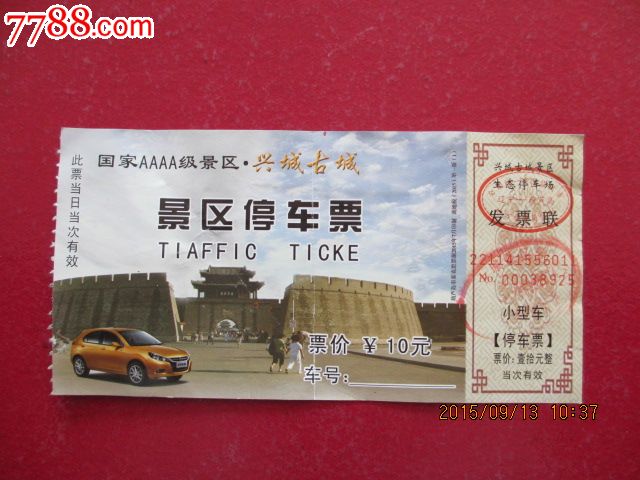 7788.com
国家AAAA级景区·兴城古城
此票当日当次有效
景区停车票
TIAFFIC TICKE
票价 ￥10元
车号:
兴城古城景区
生态停车场
发票联
221141556011
No. 00038925
小型车
【停车票】
票价: 壹拾元整
当次有效
2015/09/13 10:37